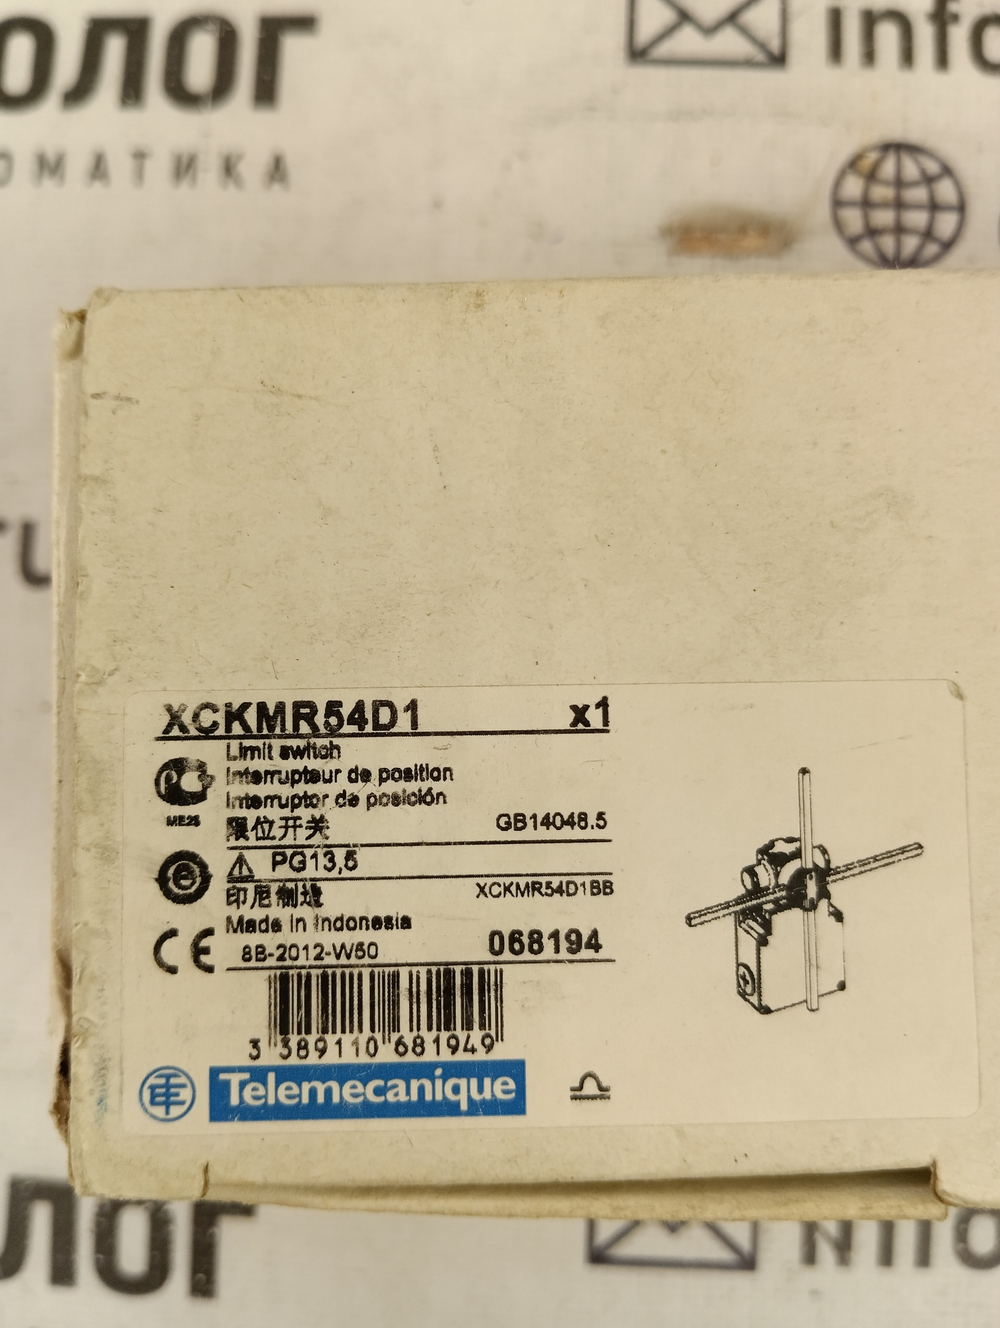 ОЛОГ
info
ОМАТИКА
ru
XCKMR54D1 x1
Limit switch
Interrupteur de position
Interruptor de posición
ME25
限位开关 GB14048.5
PG13,5
印尼制造 XCKMR54D1BB
Made in Indonesia
CE 8B-2012-W50 068194
3 389110 681949
Telemecanique
ЛОГ